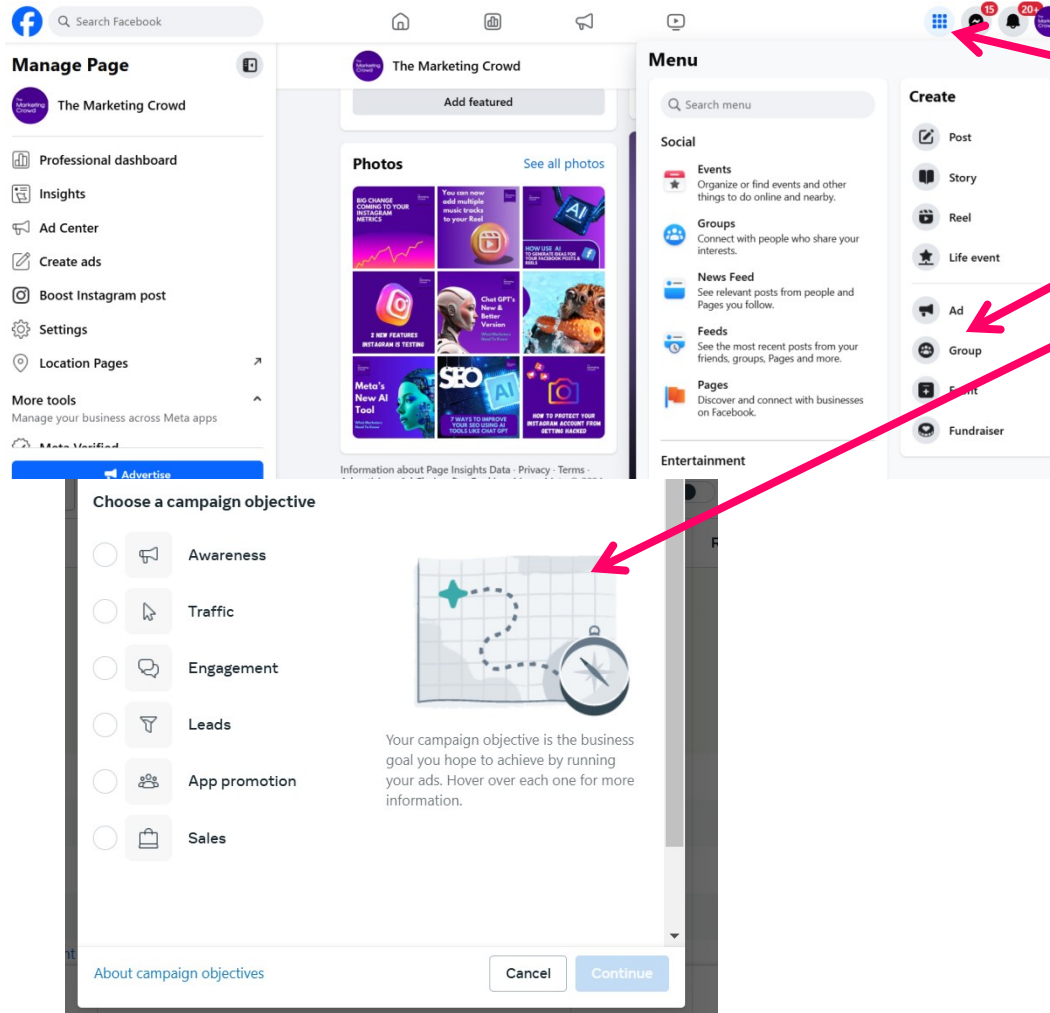 Search Facebook
15
20+
Manage Page
The Marketing Crowd
Professional dashboard
Insights
Ad Center
Create ads
Boost Instagram post
Settings
Location Pages
More tools
Manage your business across Meta apps
Meta Verified
Advertise
The Marketing Crowd
Add featured
Photos
See all photos
BIG CHANGE
COMING TO YOUR
INSTAGRAM
METRICS
You can now
add multiple
music tracks
to your Reel
AI
HOW USE AI
TO GENERATE IDEAS FOR
YOUR FACEBOOK POSTS &
REELS
2 NEW FEATURES
INSTAGRAM IS TESTING
Chat GPT's
New &
Better
Version
Meta's
New AI
Tool
SEO
AI
7 WAYS TO IMPROVE
YOUR SEO USING AI
TOOLS LIKE CHAT GPT
HOW TO PROTECT YOUR
INSTAGRAM ACCOUNT FROM
GETTING HACKED
Information about Page Insights Data · Privacy · Terms ·
Menu
Search menu
Social
Events
Organize or find events and other
things to do online and nearby.
Groups
Connect with people who share your
interests.
News Feed
See relevant posts from people and
Pages you follow.
Feeds
See the most recent posts from your
friends, groups, Pages and more.
Pages
Discover and connect with businesses
on Facebook.
Entertainment
Create
Post
Story
Reel
Life event
Ad
Group
Event
Fundraiser
Choose a campaign objective
Awareness
Traffic
Engagement
Leads
App promotion
Sales
Your campaign objective is the business
goal you hope to achieve by running
your ads. Hover over each one for more
information.
About campaign objectives
Cancel
Continue